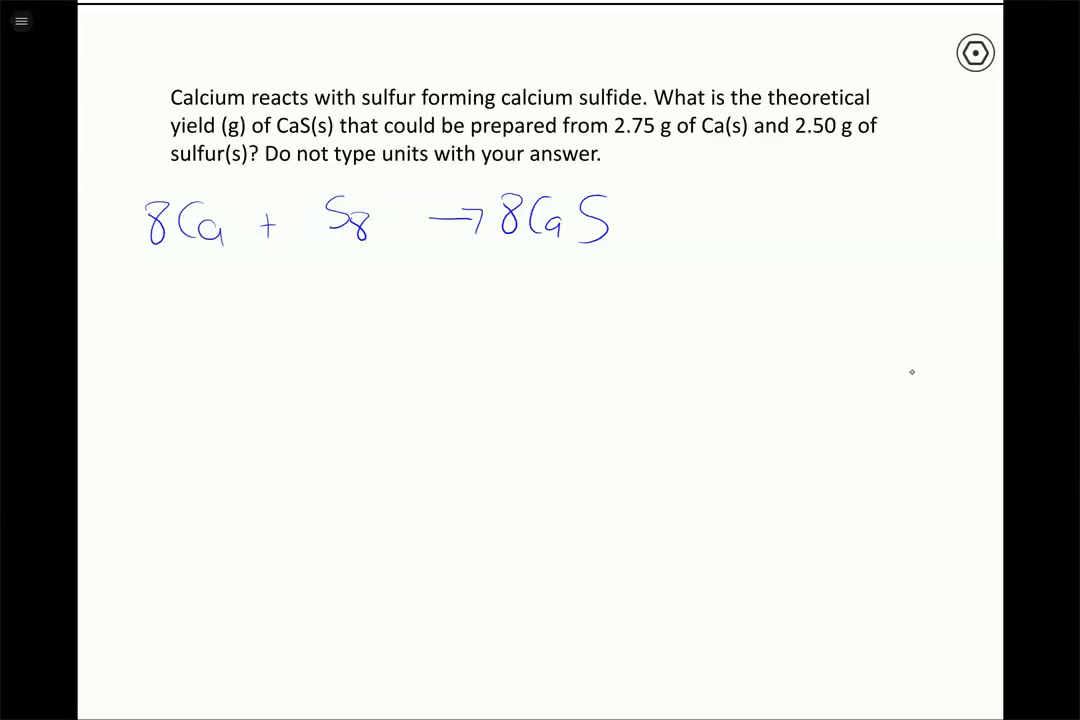 Calcium reacts with sulfur forming calcium sulfide. What is the theoretical
yield (g) of CaS(s) that could be prepared from 2.75 g of Ca(s) and 2.50 g of
sulfur(s)? Do not type units with your answer.
8Ca + S8 → 8CaS